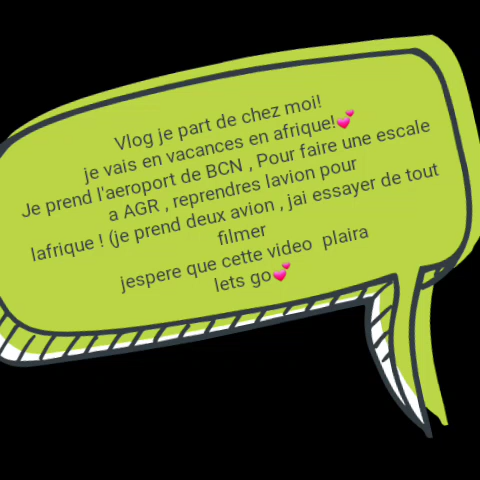 Vlog je part de chez moi!
je vais en vacances en afrique!💕
Je prend l'aeroport de BCN , Pour faire une escale
a AGR , reprendres lavion pour
lafrique ! (je prend deux avion , jai essayer de tout
filmer
jespere que cette video plaira
lets go💕